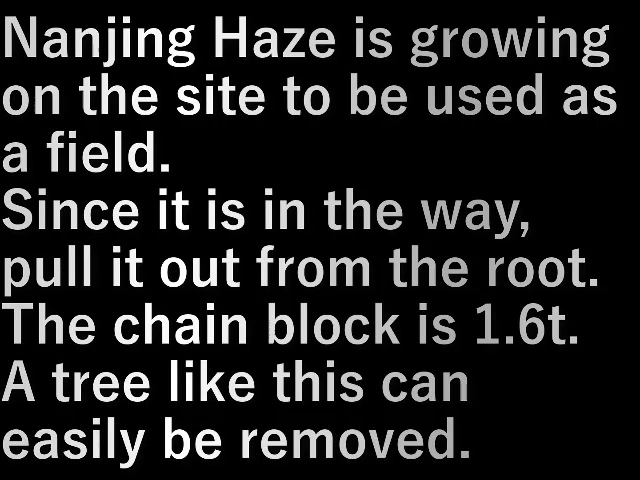 Nanjing Haze is growing
on the site to be used as
a field.
Since it is in the way,
pull it out from the root.
The chain block is 1.6t.
A tree like this can
easily be removed.